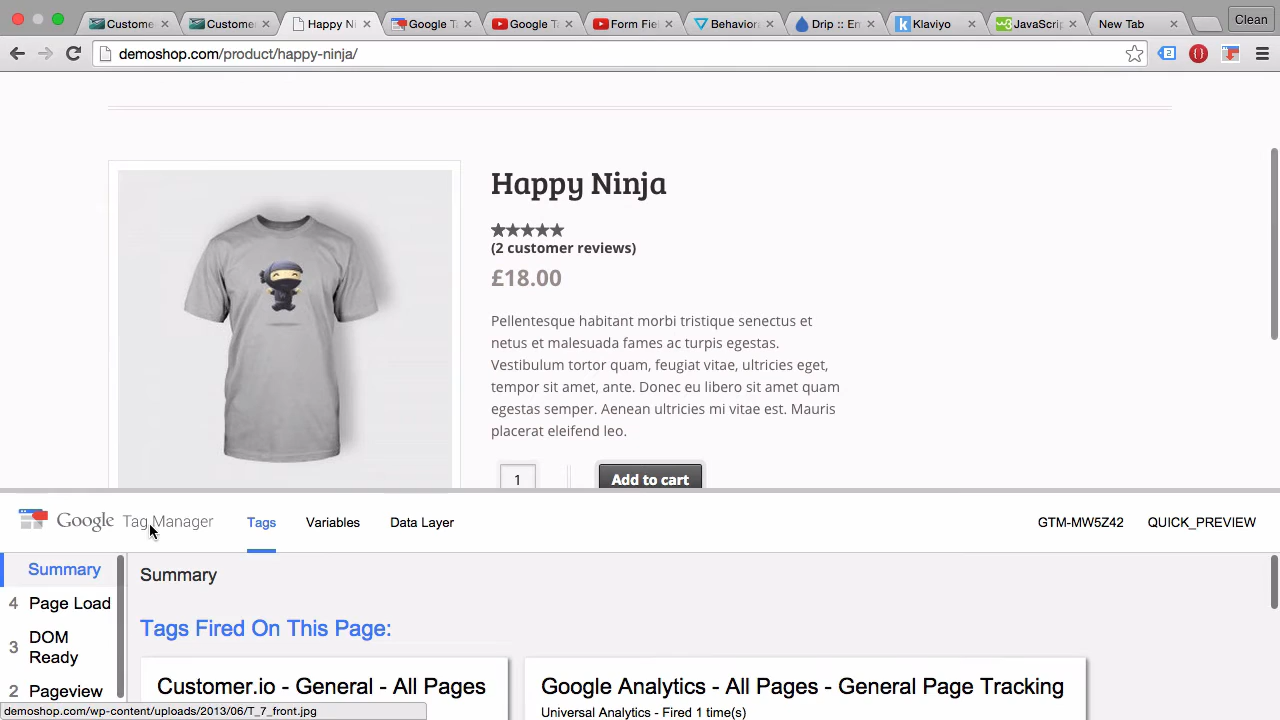 Custome
Custome
Happy Ni
Google T
Google T
Form Fie
Behavior
Drip :: Em
Klaviyo
JavaScrip
New Tab
Clean
demoshop.com/product/happy-ninja/
2
Happy Ninja
(2 customer reviews)
£18.00
Pellentesque habitant morbi tristique senectus et
netus et malesuada fames ac turpis egestas.
Vestibulum tortor quam, feugiat vitae, ultricies eget,
tempor sit amet, ante. Donec eu libero sit amet quam
egestas semper. Aenean ultricies mi vitae est. Mauris
placerat eleifend leo.
1
Add to cart
Google Tag Manager
Tags
Variables
Data Layer
GTM-MW5Z42
QUICK_PREVIEW
Summary
4 Page Load
3 DOM
Ready
2 Pageview
Summary
Tags Fired On This Page:
Customer.io - General - All Pages
Google Analytics - All Pages - General Page Tracking
Universal Analytics - Fired 1 time(s)
demoshop.com/wp-content/uploads/2013/06/T_7_front.jpg